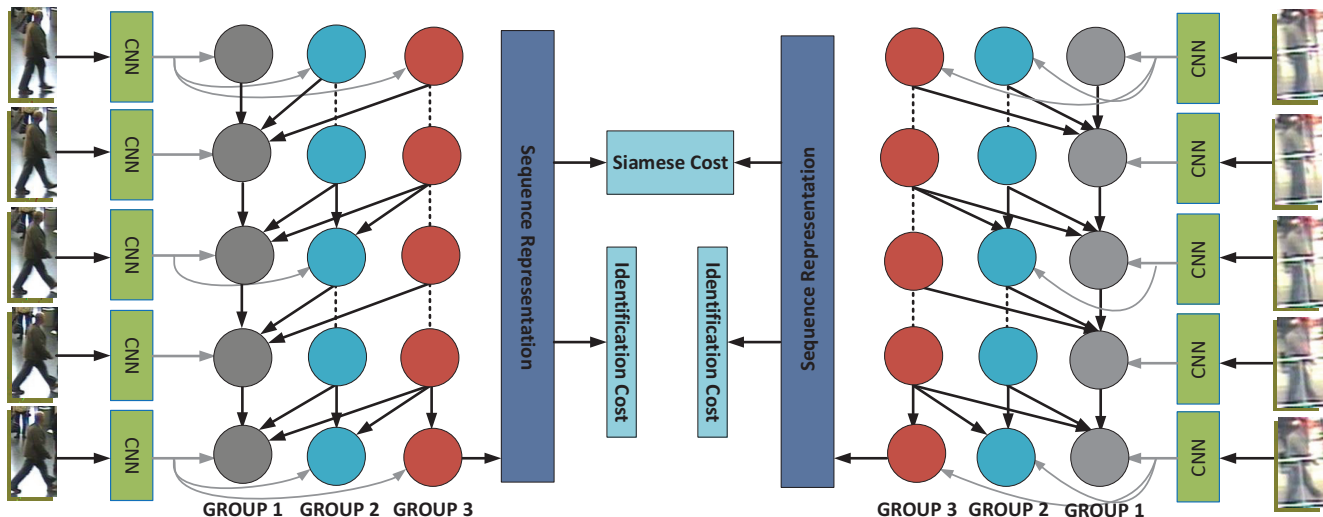 CNN
CNN
CNN
CNN
CNN
GROUP 1
GROUP 2
GROUP 3
Sequence Representation
Siamese Cost
Identification Cost
Identification Cost
Sequence Representation
GROUP 3
GROUP 2
GROUP 1
CNN
CNN
CNN
CNN
CNN